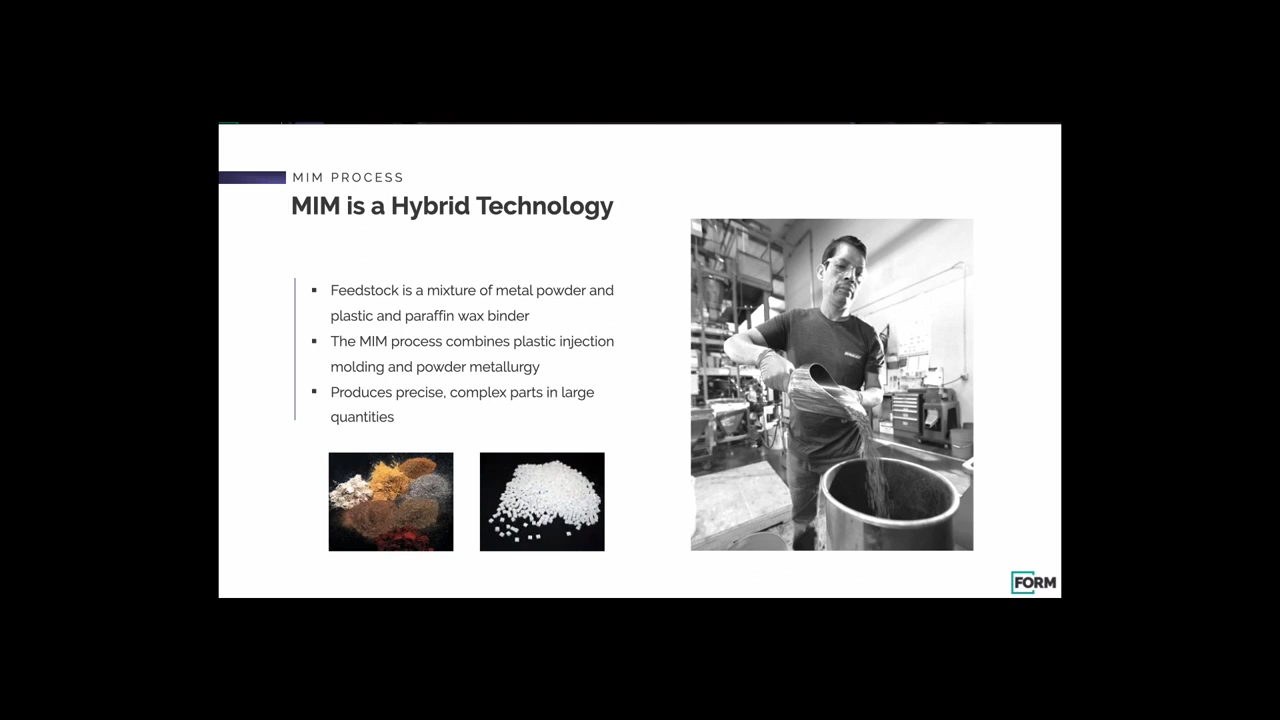 MIM PROCESS
MIM is a Hybrid Technology
▪ Feedstock is a mixture of metal powder and
plastic and paraffin wax binder
▪ The MIM process combines plastic injection
molding and powder metallurgy
▪ Produces precise, complex parts in large
quantities
FORM